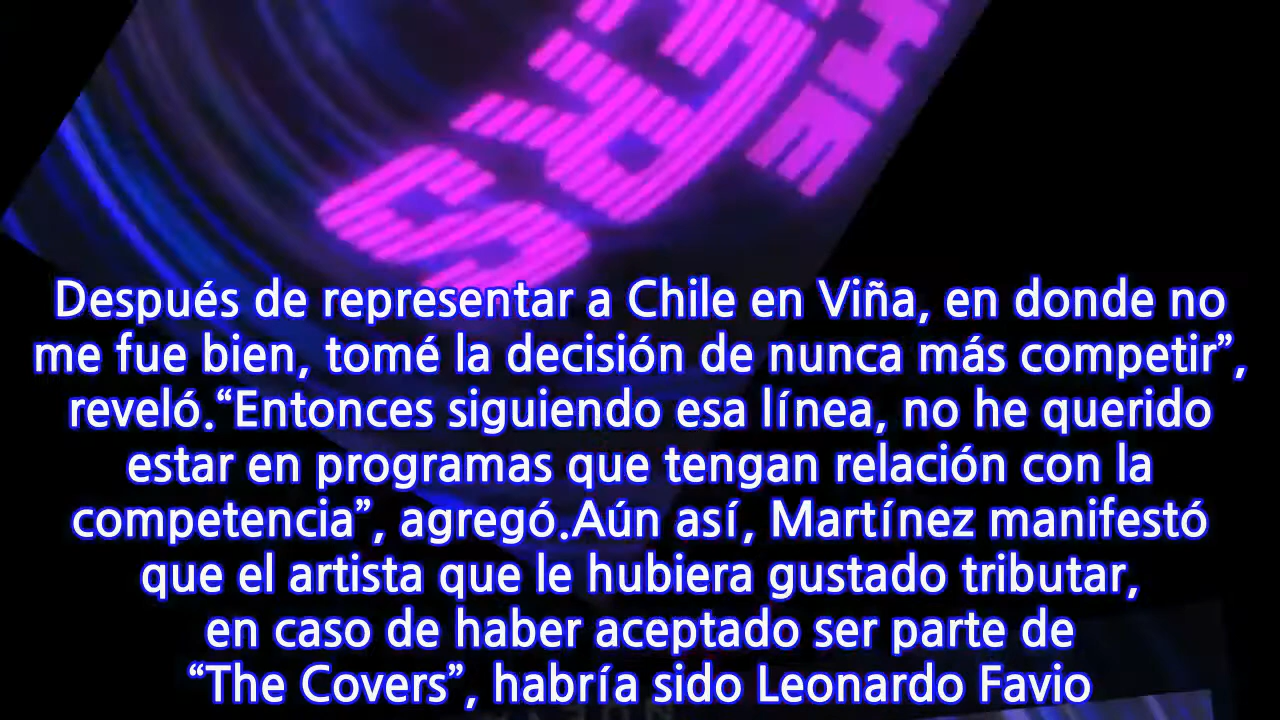 THE
ERS
Después de representar a Chile en Viña, en donde no
me fue bien, tomé la decisión de nunca más competir”,
reveló.“Entonces siguiendo esa línea, no he querido
estar en programas que tengan relación con la
competencia”, agregó.Aún así, Martínez manifestó
que el artista que le hubiera gustado tributar,
en caso de haber aceptado ser parte de
“The Covers”, habría sido Leonardo Favio